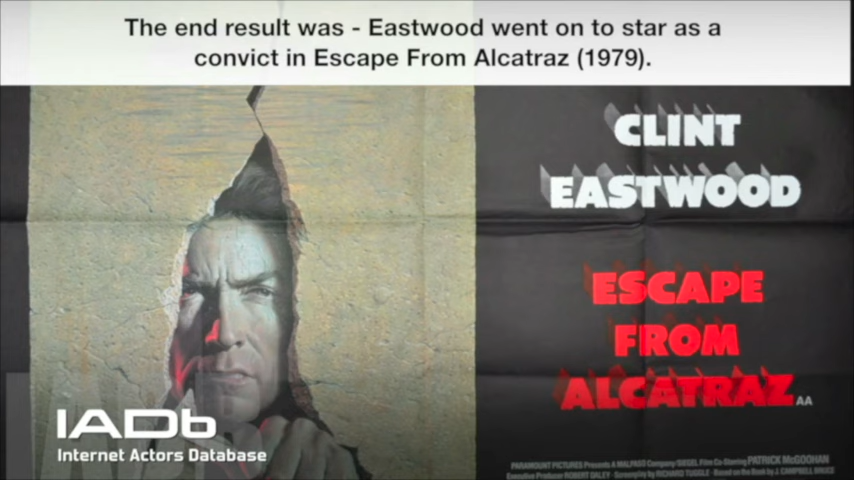 The end result was - Eastwood went on to star as a
convict in Escape From Alcatraz (1979).
CLINT
EASTWOOD
ESCAPE
FROM
ALCATRAZ AA
IADb
Internet Actors Database
PARAMOUNT PICTURES Presents A MALPASO Company/SIEGEL Film Co-Starring PATRICK McGOOHAN
Executive Producer ROBERT DALEY · Screenplay by RICHARD TUGGLE · Based on the Book by J. CAMPBELL BRUCE